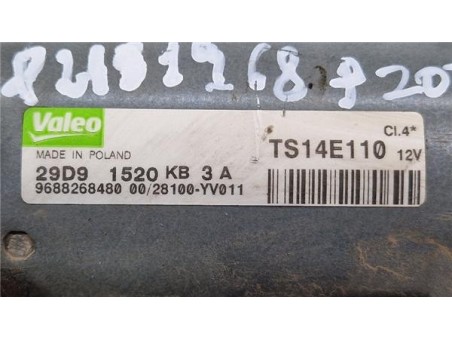 Valeo
MADE IN POLAND
29D9 1520 KB 3 A
9688268480 00/28100-YV011
Cl.4*
TS14E110 12V